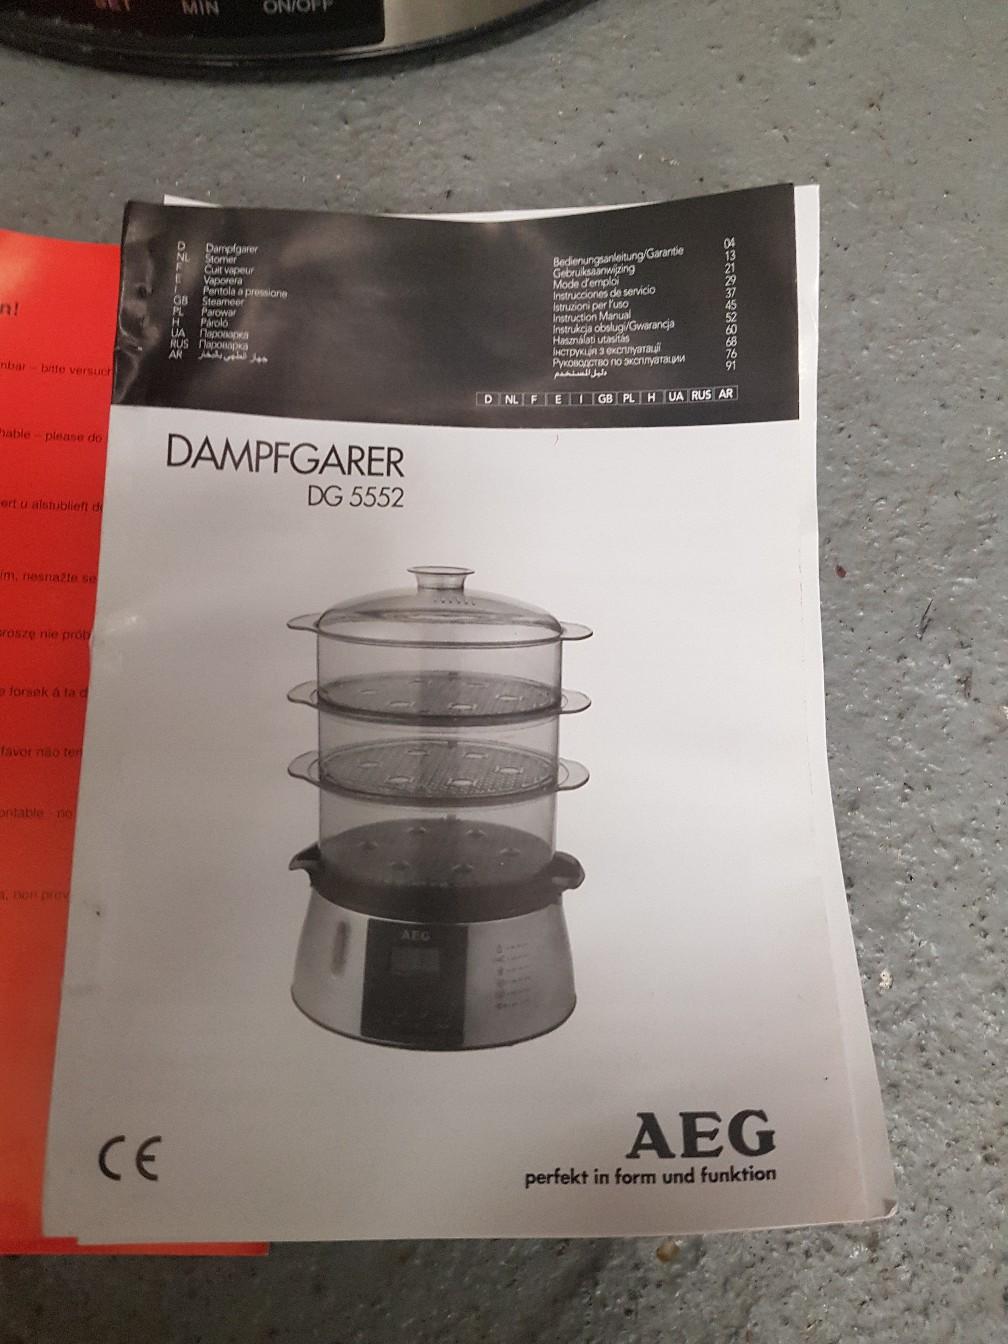 SET MIN ON/OFF
D Dampfgarer
NL Stomer
F Cuit vapeur
E Vaporera
I Pentola a pressione
GB Steameer
PL Parowar
H Pároló
UA Пароварка
RUS Пароварка
AR جهاز الطهي بالبخار
Bedienungsanleitung/Garantie 04
Gebruiksaanwijzing 13
Mode d'emploi 21
Instrucciones de servicio 29
Istruzioni per l'uso 37
Instruction Manual 45
Instrukcja obsługi/Gwarancja 52
Használati utasítás 60
Інструкція з експлуатації 68
Руководство по эксплуатации 76
دليل المستخدم 91
D NL F E I GB PL H UA RUS AR
DAMPFGARER
DG 5552
AEG
CE
AEG
perfekt in form und funktion
n!
nbar – bitte versuch
hable – please do
ert u alstublieft de
ím, nesnažte se
proszę nie prób
forsek á ta d
favor não ten
ontable - no
a, non prev